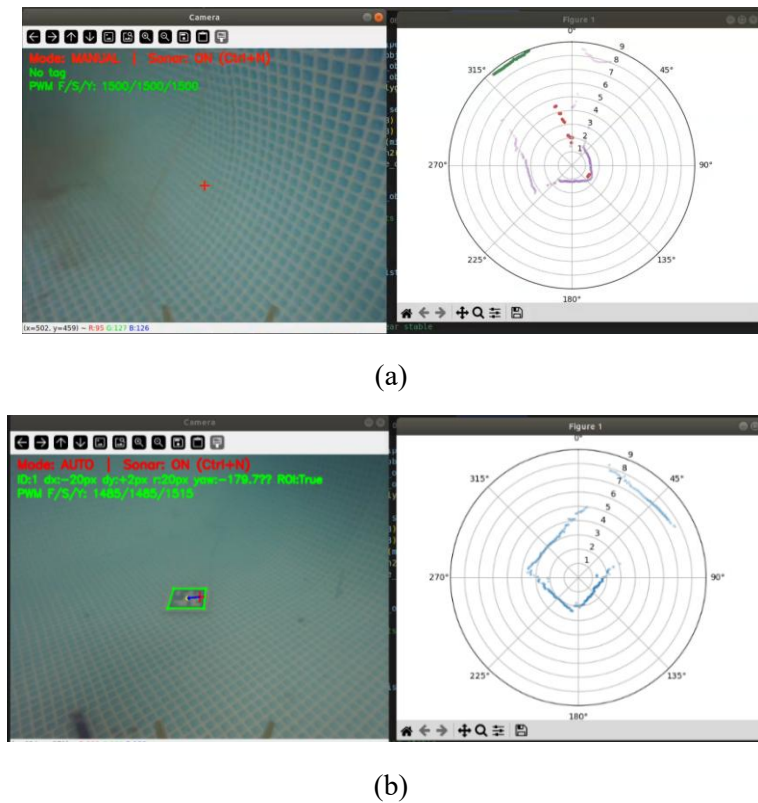 Camera
Mode: MANUAL | Sonar: ON (Ctrl+N)
No tag
PWM F/S/Y: 1500/1500/1500
(x=502, y=459) ~ R:95 G:127 B:126
Figure 1
0°
45°
90°
135°
180°
225°
270°
315°
1
2
3
4
5
6
7
8
9
(a)
Camera
Mode: AUTO | Sonar: ON (Ctrl+N)
ID:1 dx:-20px dy:+2px r:20px yaw:-179.7?? ROI:True
PWM F/S/Y: 1485/1485/1515
Figure 1
0°
45°
90°
135°
180°
225°
270°
315°
1
2
3
4
5
6
7
8
9
(b)